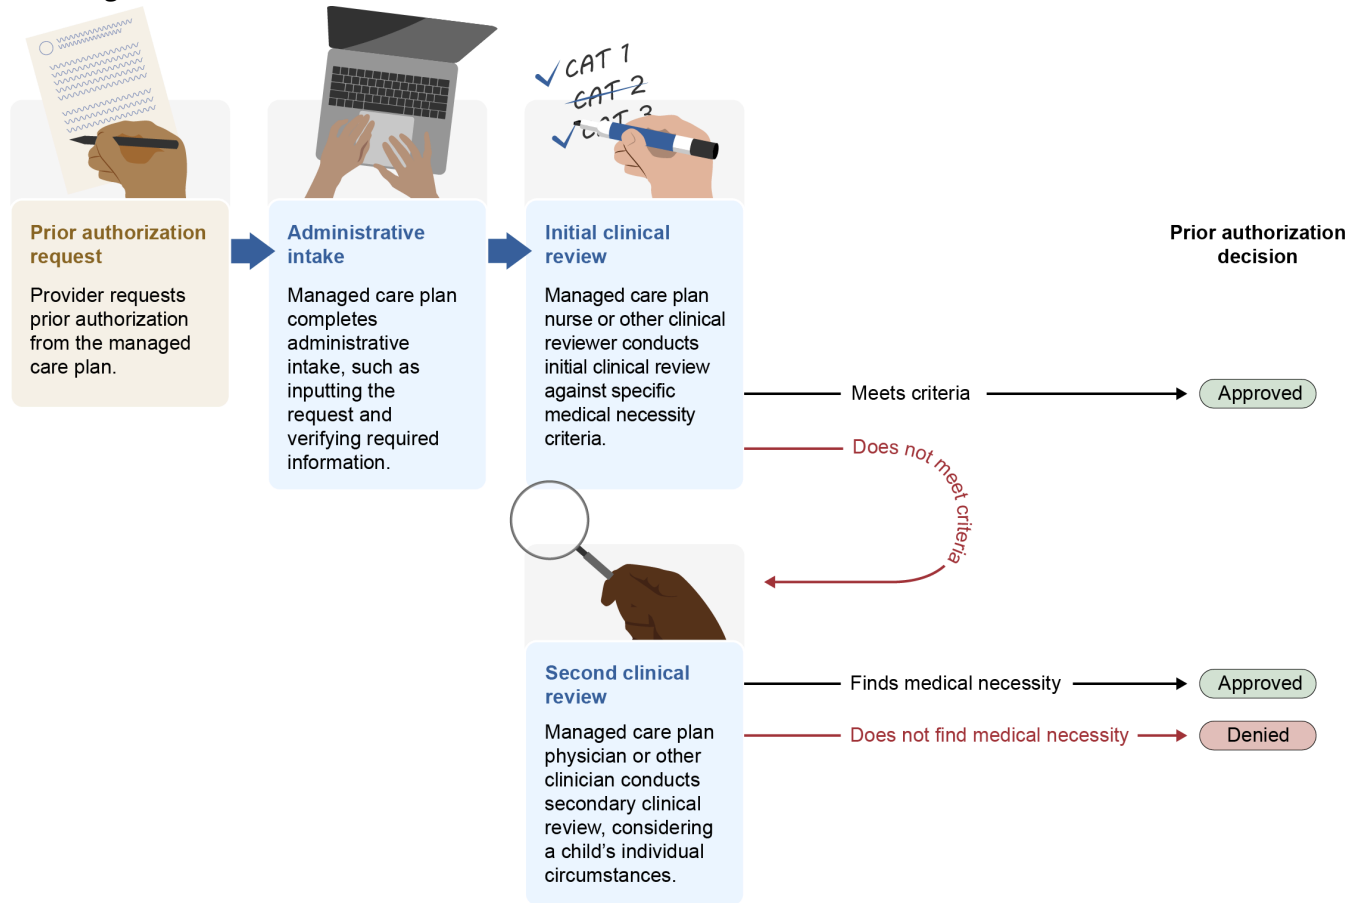 CAT 1
CAT 2
CAT 3
Prior authorization
request
Provider requests
prior authorization
from the managed
care plan.
Administrative
intake
Managed care plan
completes
administrative
intake, such as
inputting the
request and
verifying required
information.
Initial clinical
review
Managed care plan
nurse or other clinical
reviewer conducts
initial clinical review
against specific
medical necessity
criteria.
Prior authorization
decision
Meets criteria
Approved
Does not meet criteria
Second clinical
review
Managed care plan
physician or other
clinician conducts
secondary clinical
review, considering
a child’s individual
circumstances.
Finds medical necessity
Approved
Does not find medical necessity
Denied